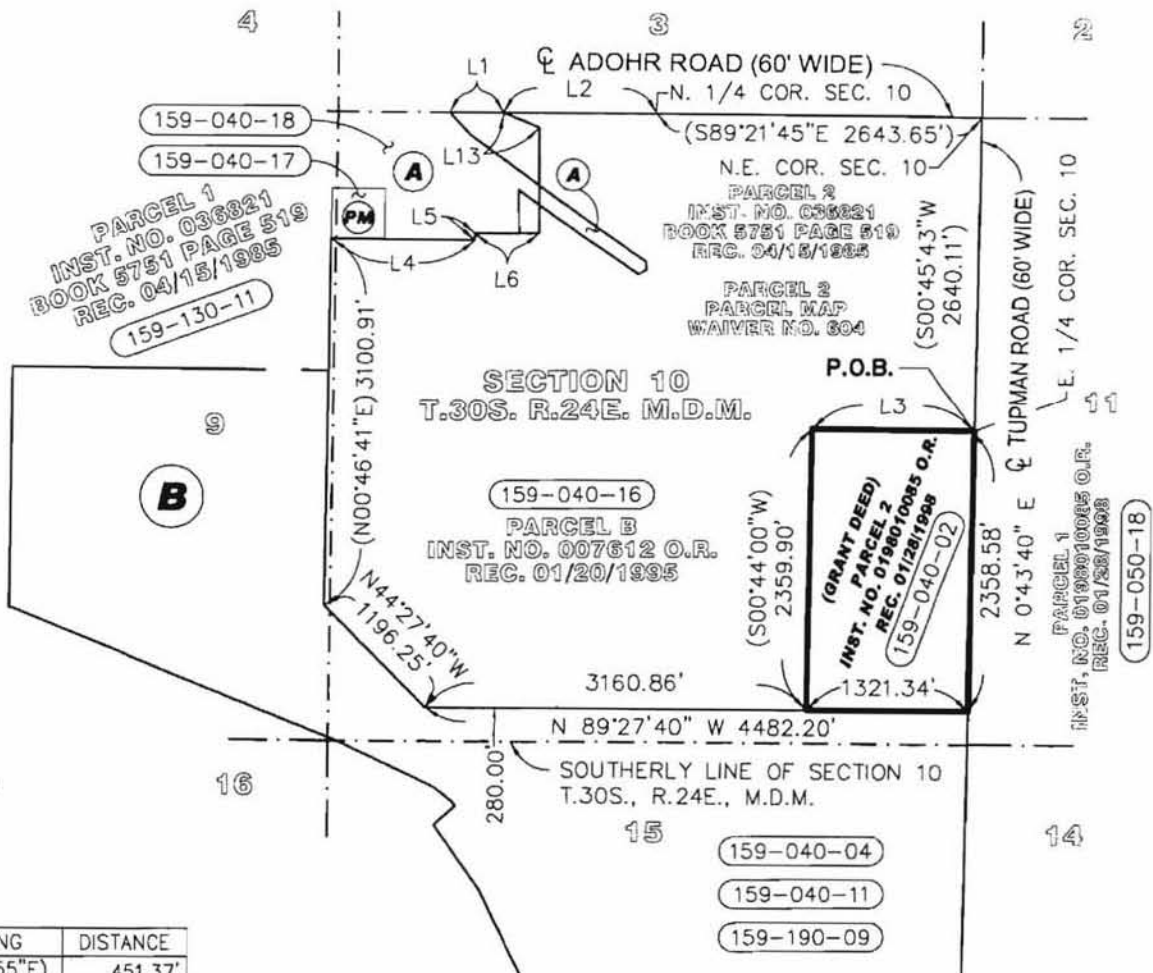 4
3
2
℄ ADOHR ROAD (60' WIDE)
L1
L2
N. 1/4 COR. SEC. 10
(S89°21'45"E 2643.65')
N.E. COR. SEC. 10
159-040-18
159-040-17
A
L13
A
PM
L5
L4
L6
PARCEL 1
INST. NO. 036821
BOOK 5751 PAGE 519
REC. 04/15/1985
159-130-11
PARCEL 2
INST. NO. 036821
BOOK 5751 PAGE 519
REC. 04/15/1985
PARCEL 2
PARCEL MAP
WAIVER NO. 604
(S00°45'43"W
2640.11')
℄ TUPMAN ROAD (60' WIDE)
E. 1/4 COR. SEC. 10
P.O.B.
L3
11
SECTION 10
T.30S. R.24E. M.D.M.
(N00°46'41"E) 3100.91'
9
B
159-040-16
PARCEL B
INST. NO. 007612 O.R.
REC. 01/20/1995
(S00°44'00"W)
2359.90'
(GRANT DEED)
PARCEL 2
INST. NO. 0198010085 O.R.
REC. 01/28/1998
159-040-02
2358.58'
N 0°43'40" E
PARCEL 1
INST. NO. 0198010085 O.R.
REC. 01/28/1998
159-050-18
N44°27'40"W
1196.25'
3160.86'
1321.34'
N 89°27'40" W 4482.20'
280.00'
SOUTHERLY LINE OF SECTION 10
T.30S., R.24E., M.D.M.
16
15
14
159-040-04
159-040-11
159-190-09
DISTANCE
451.37'